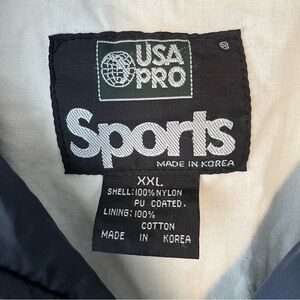 USA
PRO
®
Sports
MADE IN KOREA
XXL
SHELL:100%NYLON
PU COATED.
LINING:100%
COTTON
MADE IN KOREA